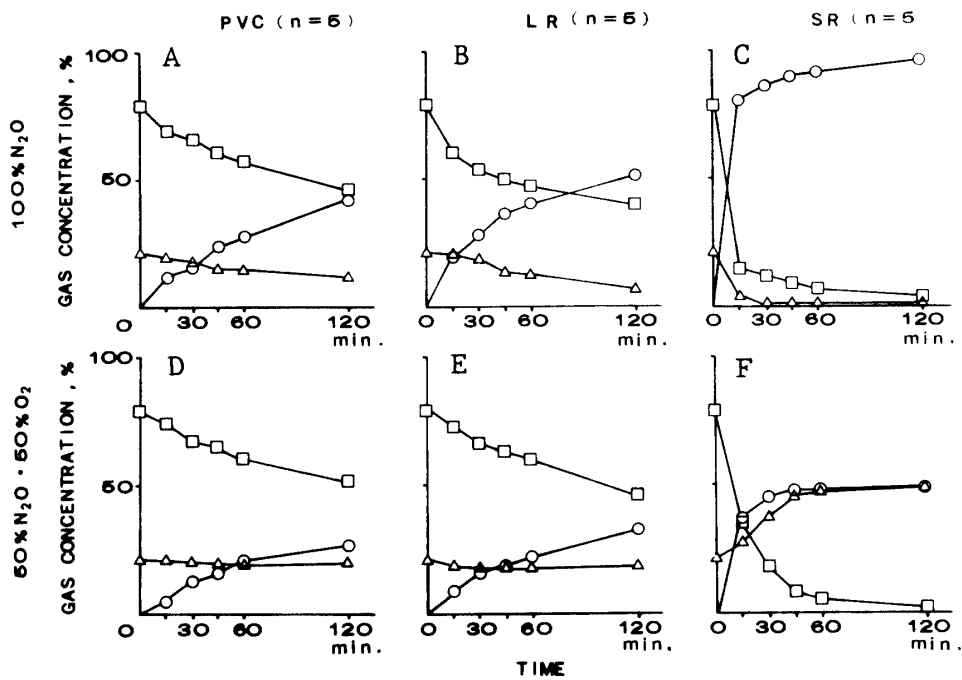 PVC (n=5) LR (n=5) SR (n=5
100%N₂O
GAS CONCENTRATION, %
A B C
100
50
0
0 30 60 120
min.
0 30 60 120
min.
0 30 60 120
min.
50%N₂O・50%O₂
GAS CONCENTRATION, %
D E F
100
50
0
0 30 60 120
min.
0 30 60 120
min.
0 30 60 120
min.
TIME